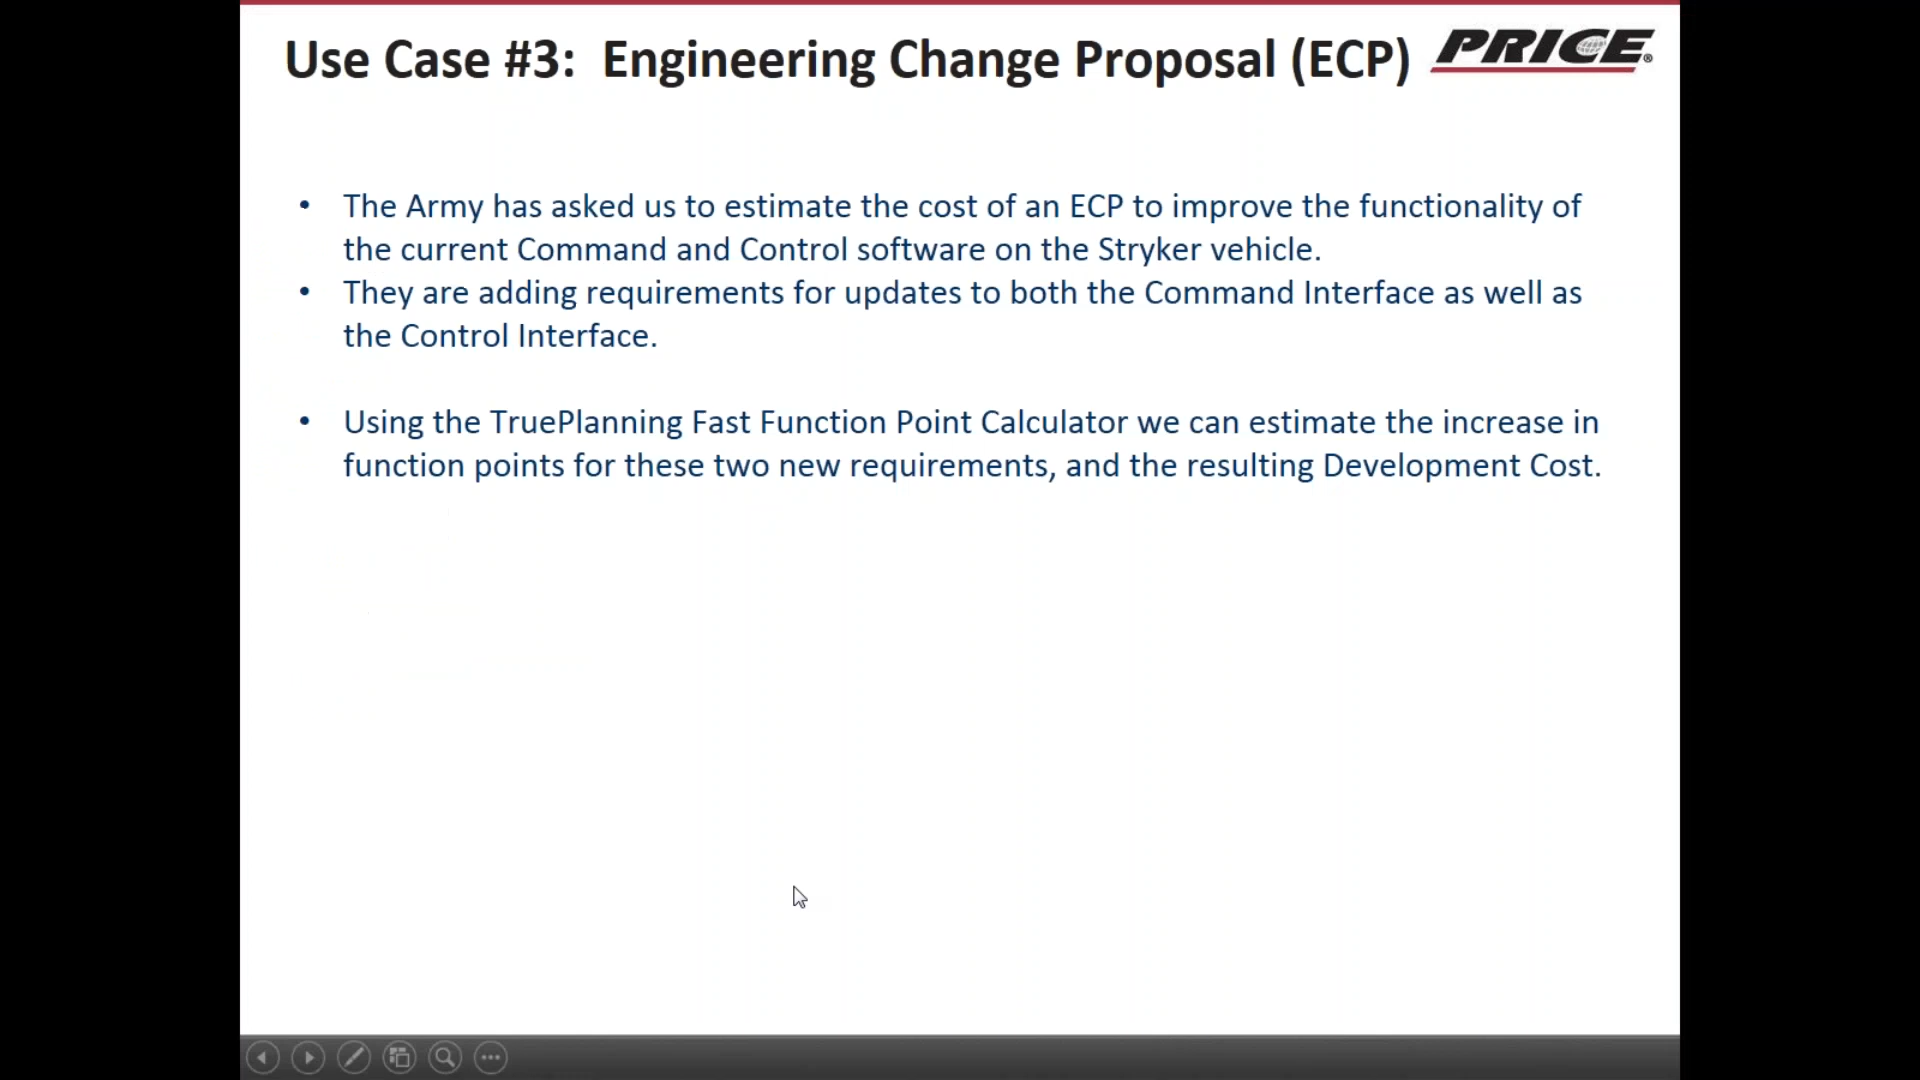 Use Case #3: Engineering Change Proposal (ECP)
PRICE®
• The Army has asked us to estimate the cost of an ECP to improve the functionality of
the current Command and Control software on the Stryker vehicle.
• They are adding requirements for updates to both the Command Interface as well as
the Control Interface.
• Using the TruePlanning Fast Function Point Calculator we can estimate the increase in
function points for these two new requirements, and the resulting Development Cost.